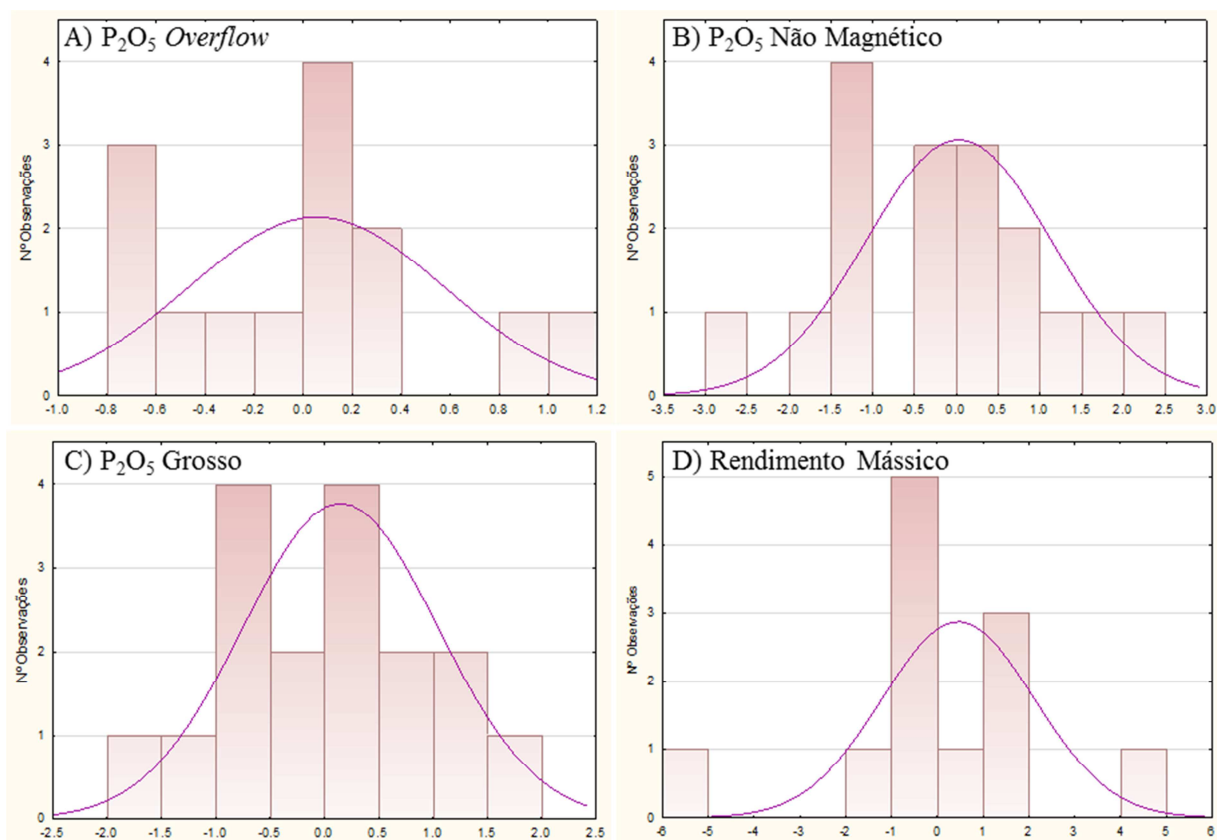 A) P₂O₅ Overflow
Nº Observações
4
3
2
1
0
-1.0 -0.8 -0.6 -0.4 -0.2 0.0 0.2 0.4 0.6 0.8 1.0 1.2
B) P₂O₅ Não Magnético
Nº Observações
4
3
2
1
0
-3.5 -3.0 -2.5 -2.0 -1.5 -1.0 -0.5 0.0 0.5 1.0 1.5 2.0 2.5 3.0
C) P₂O₅ Grosso
Nº Observações
4
3
2
1
0
-2.5 -2.0 -1.5 -1.0 -0.5 0.0 0.5 1.0 1.5 2.0 2.5
D) Rendimento Mássico
Nº Observações
5
4
3
2
1
0
-6 -5 -4 -3 -2 -1 0 1 2 3 4 5 6